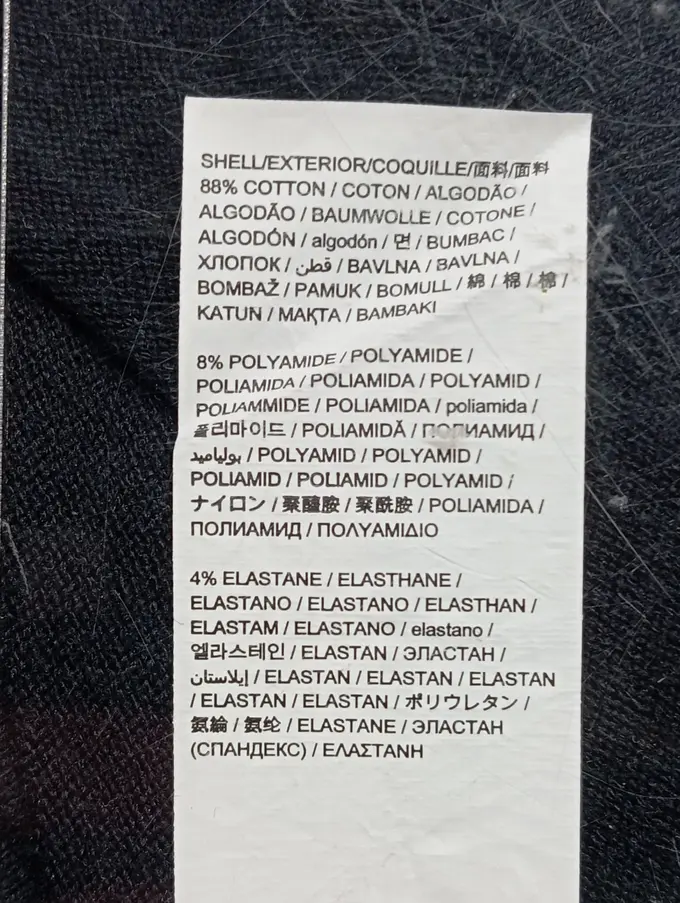 SHELL/EXTERIOR/COQUILLE/面料/面料
88% COTTON / COTON / ALGODÃO /
ALGODÃO / BAUMWOLLE / COTONE /
ALGODÓN / algodón / 면 / BUMBAC /
ХЛОПОК / قطن / BAVLNA / BAVLNA /
BOMBAŽ / PAMUK / BOMULL / 綿 / 棉 / 棉 /
KATUN / МАҚТА / BAMBAKI
8% POLYAMIDE / POLYAMIDE /
POLIAMIDA / POLIAMIDA / POLYAMID /
POLIAMMIDE / POLIAMIDA / poliamida /
폴리마이드 / POLIAMIDĂ / ПОЛИАМИД /
بولياميد / POLYAMID / POLYAMID /
POLIAMID / POLIAMID / POLYAMID /
ナイロン / 聚醯胺 / 聚酰胺 / POLIAMIDA /
ПОЛИАМИД / ΠΟΛΥΑΜΙΔΙΟ
4% ELASTANE / ELASTHANE /
ELASTANO / ELASTANO / ELASTHAN /
ELASTAM / ELASTANO / elastano /
엘라스테인 / ELASTAN / ЭЛАСТАН /
إيلاستان / ELASTAN / ELASTAN / ELASTAN
/ ELASTAN / ELASTAN / ポリウレタン /
氨綸 / 氨纶 / ELASTANE / ЭЛАСТАН
(СПАНДЕКС) / ΕΛΑΣΤΑΝΗ